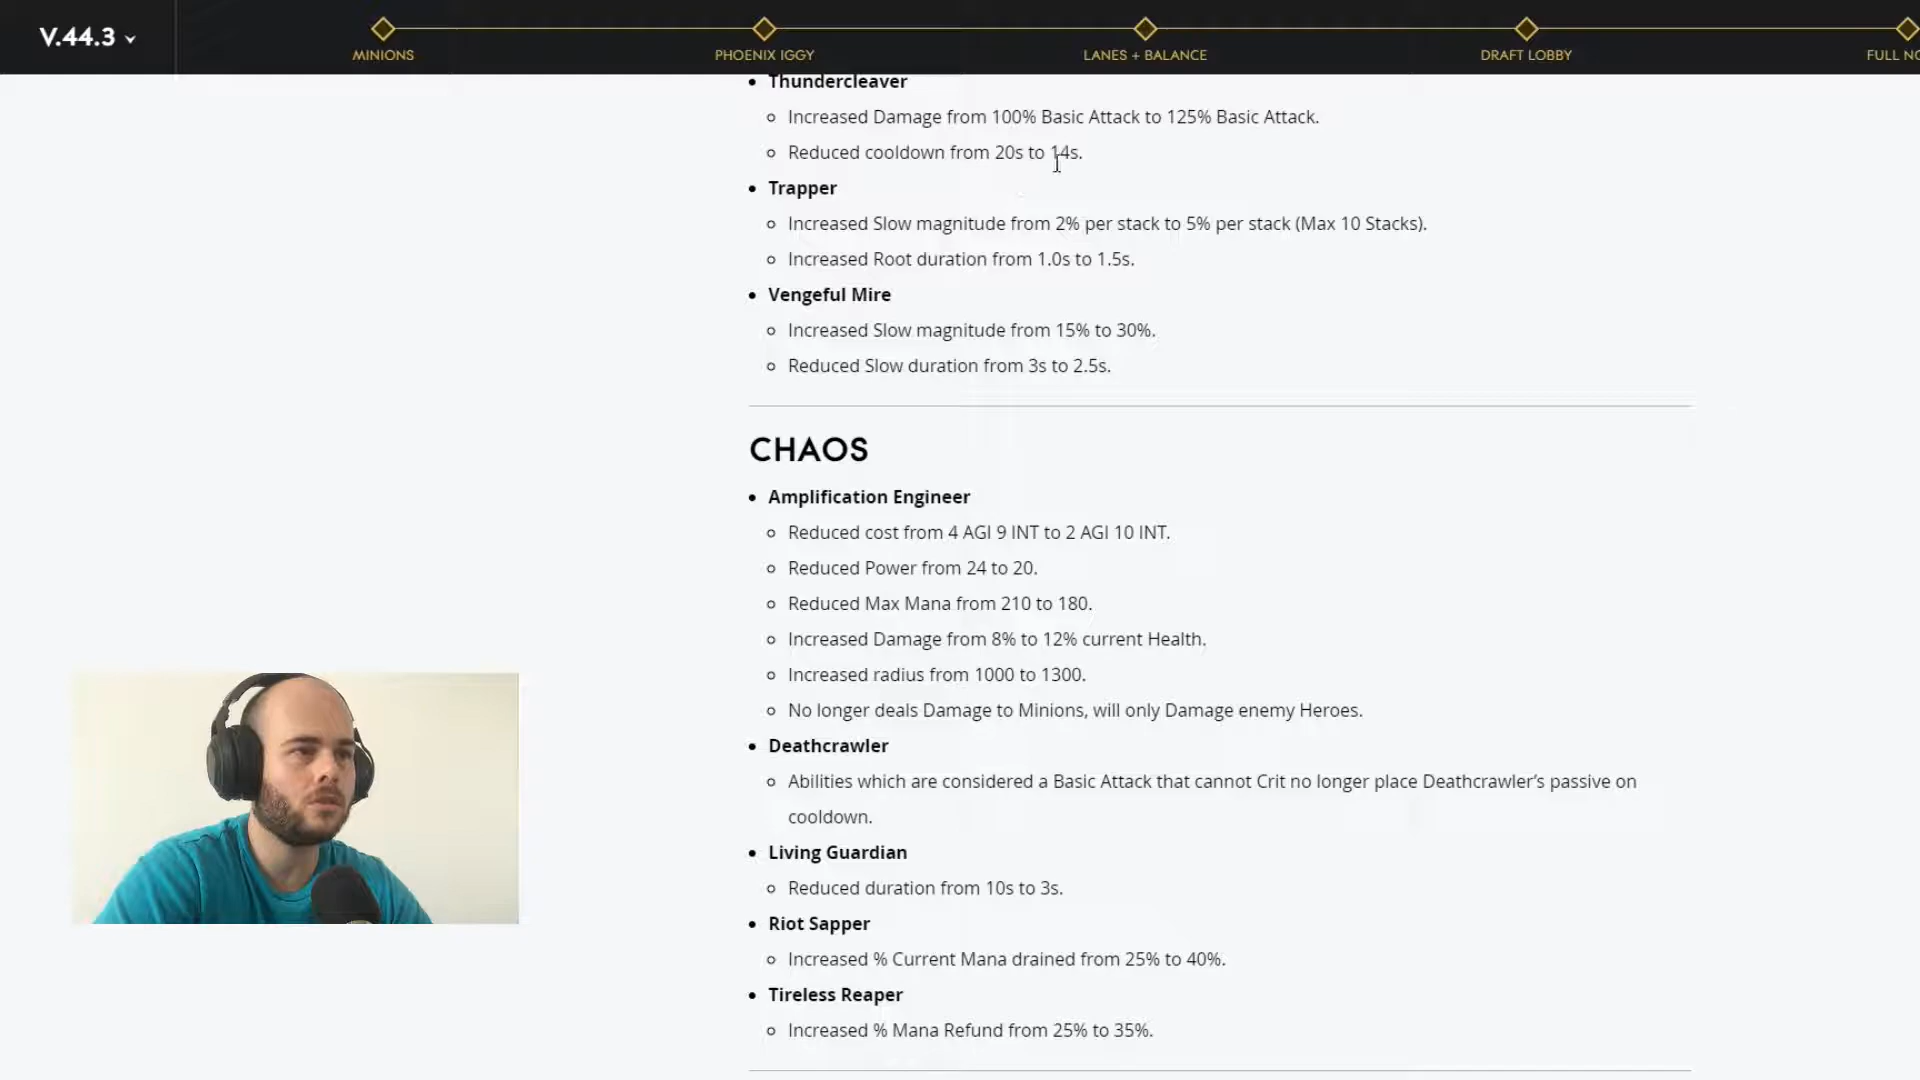 V.44.3
MINIONS
PHOENIX IGGY
LANES + BALANCE
DRAFT LOBBY
FULL NO
Thundercleaver
Increased Damage from 100% Basic Attack to 125% Basic Attack.
Reduced cooldown from 20s to 14s.
Trapper
Increased Slow magnitude from 2% per stack to 5% per stack (Max 10 Stacks).
Increased Root duration from 1.0s to 1.5s.
Vengeful Mire
Increased Slow magnitude from 15% to 30%.
Reduced Slow duration from 3s to 2.5s.
CHAOS
Amplification Engineer
Reduced cost from 4 AGI 9 INT to 2 AGI 10 INT.
Reduced Power from 24 to 20.
Reduced Max Mana from 210 to 180.
Increased Damage from 8% to 12% current Health.
Increased radius from 1000 to 1300.
No longer deals Damage to Minions, will only Damage enemy Heroes.
Deathcrawler
Abilities which are considered a Basic Attack that cannot Crit no longer place Deathcrawler’s passive on
cooldown.
Living Guardian
Reduced duration from 10s to 3s.
Riot Sapper
Increased % Current Mana drained from 25% to 40%.
Tireless Reaper
Increased % Mana Refund from 25% to 35%.